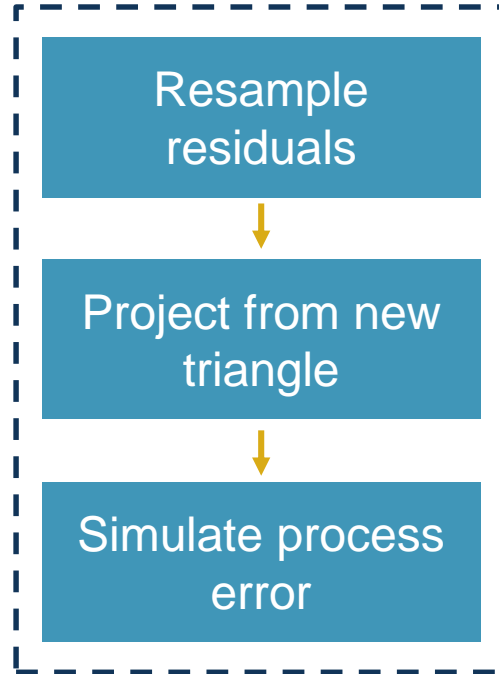 Resample
residuals
Project from new
triangle
Simulate process
error